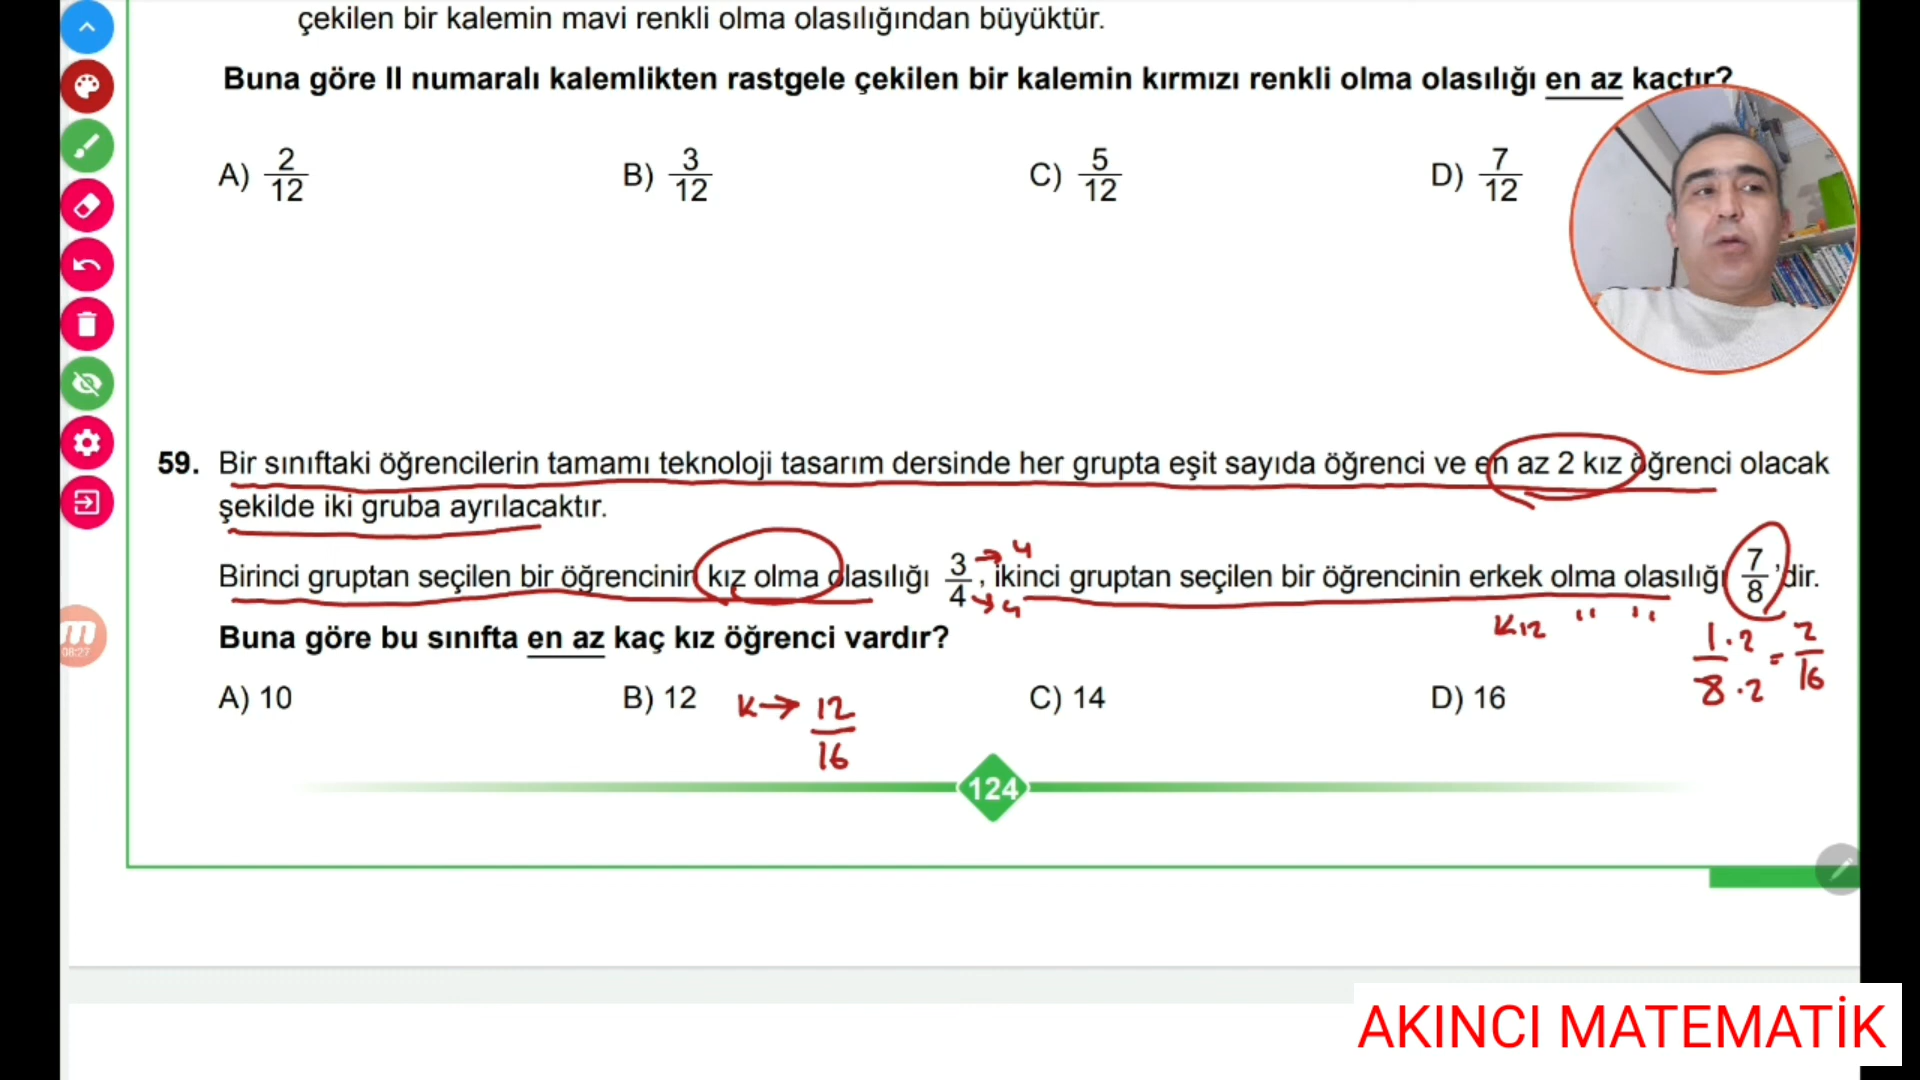 çekilen bir kalemin mavi renkli olma olasılığından büyüktür.
Buna göre II numaralı kalemlikten rastgele çekilen bir kalemin kırmızı renkli olma olasılığı en az kaçtır?
A) 2/12 B) 3/12 C) 5/12 D) 7/12
59. Bir sınıftaki öğrencilerin tamamı teknoloji tasarım dersinde her grupta eşit sayıda öğrenci ve en az 2 kız öğrenci olacak
şekilde iki gruba ayrılacaktır.
Birinci gruptan seçilen bir öğrencinin kız olma olasılığı 3/4, ikinci gruptan seçilen bir öğrencinin erkek olma olasılığı 7/8'dir.
→ 4
→ 4
Kız " "
1·2/8·2 = 2/16
Buna göre bu sınıfta en az kaç kız öğrenci vardır?
A) 10 B) 12 C) 14 D) 16
K → 12/16
124
08:27
AKINCI MATEMATİK